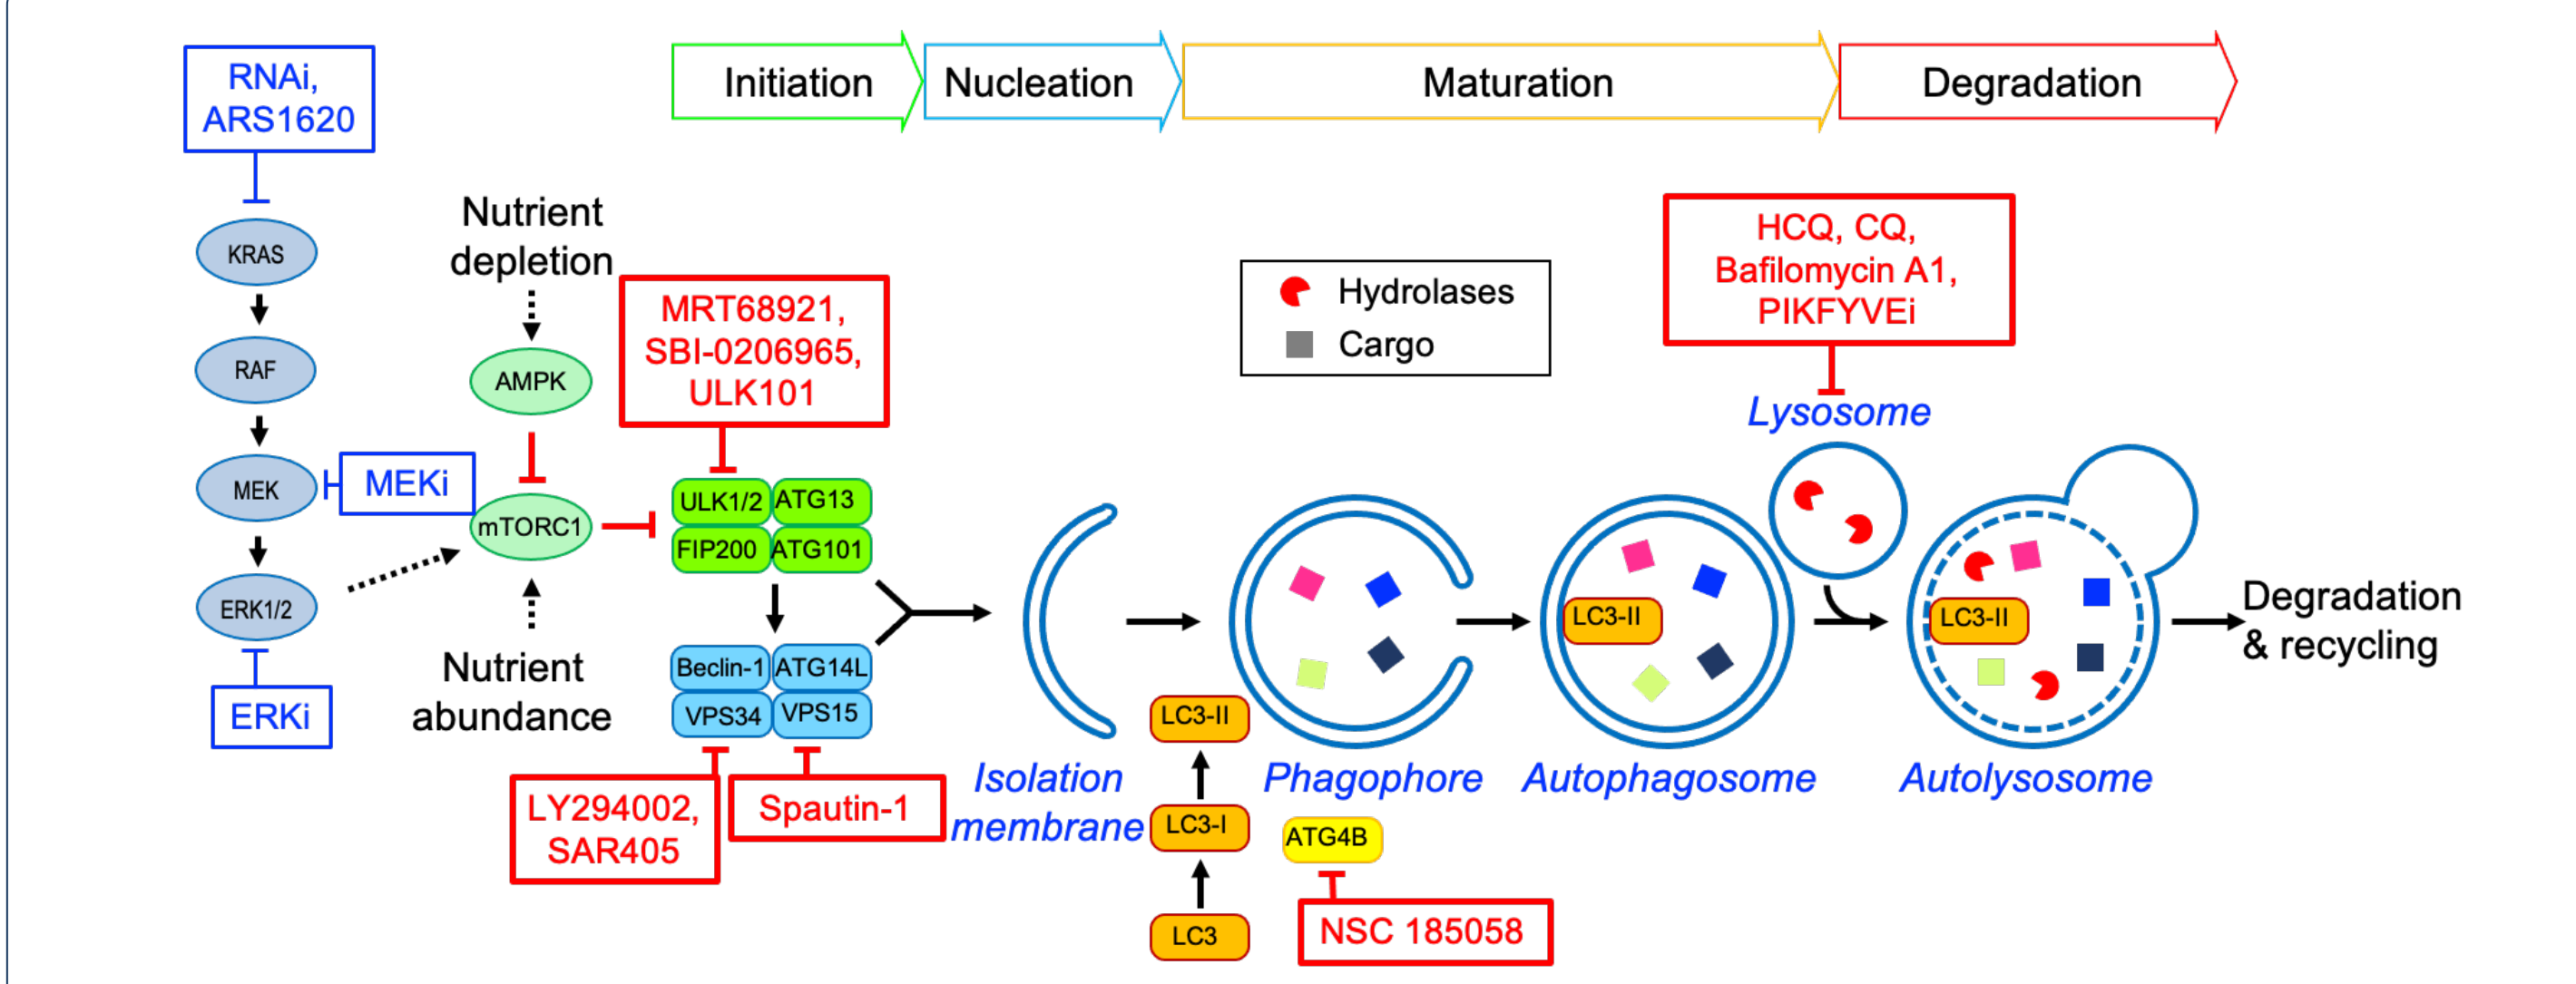 Initiation
Nucleation
Maturation
Degradation
RNAi,
ARS1620
KRAS
RAF
MEK
MEKi
ERK1/2
ERKi
Nutrient
depletion
AMPK
mTORC1
Nutrient
abundance
MRT68921,
SBI-0206965,
ULK101
ULK1/2
ATG13
FIP200
ATG101
Beclin-1
ATG14L
VPS34
VPS15
LY294002,
SAR405
Spautin-1
Hydrolases
Cargo
Isolation
membrane
LC3-II
LC3-I
LC3
Phagophore
ATG4B
NSC 185058
LC3-II
Autophagosome
HCQ, CQ,
Bafilomycin A1,
PIKFYVEi
Lysosome
LC3-II
Autolysosome
Degradation
& recycling